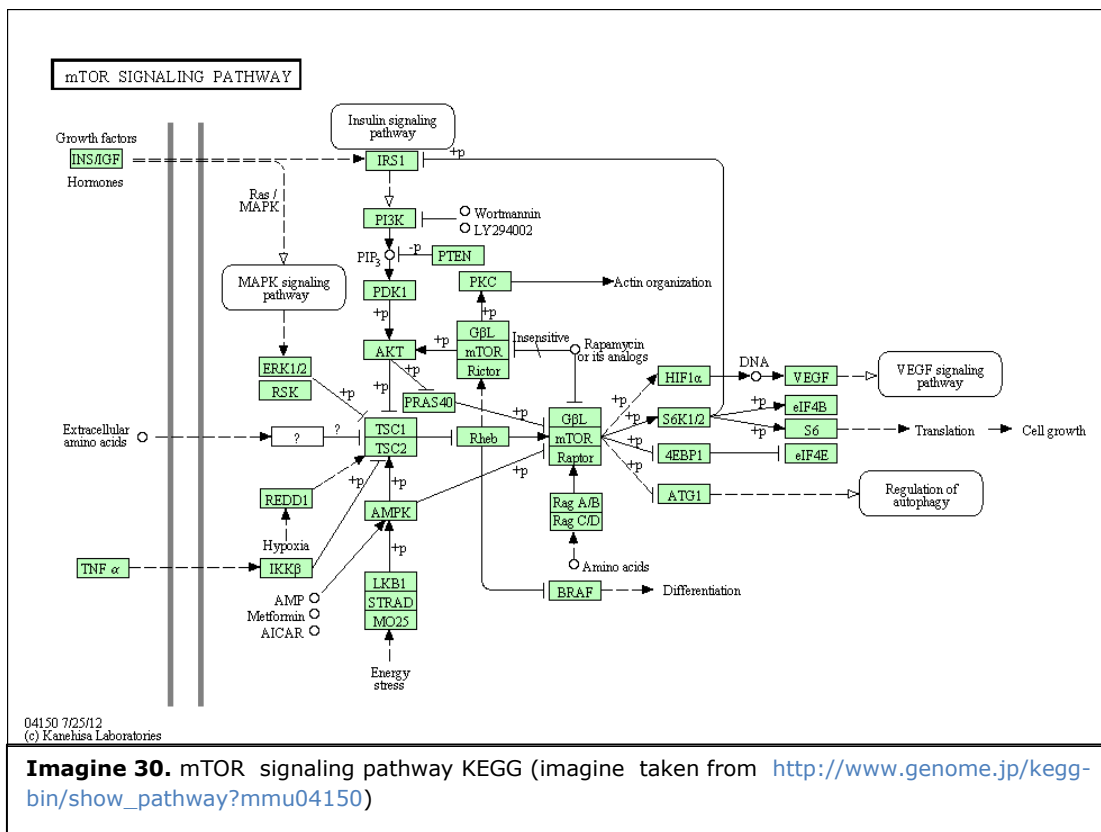 mTOR SIGNALING PATHWAY
Insulin signaling
pathway
Growth factors
INS/IGF
Hormones
IRS1
+p
Ras /
MAPK
PI3K
Wortmannin
LY294002
PIP3
-p
PTEN
MAPK signaling
pathway
PDK1
PKC
Actin organization
+p
+p
GβL
mTOR
Rictor
+p
AKT
Insensitive
Rapamycin
or its analogs
DNA
ERK1/2
RSK
+p
+p
+p
PRAS40
+p
HIF1α
VEGF
VEGF signaling
pathway
+p
+p
eIF4B
Extracellular
amino acids
?
?
TSC1
TSC2
Rheb
GβL
mTOR
Raptor
+p
S6K1/2
+p
S6
Translation
Cell growth
+p
4EBP1
eIF4E
+p
+p
+p
+p
REDD1
AMPK
Rag A/B
Rag C/D
ATG1
Regulation of
autophagy
Hypoxia
+p
TNF α
IKKβ
Amino acids
LKB1
STRAD
MO25
BRAF
Differentiation
AMP
Metformin
AICAR
Energy
stress
04150 7/25/12
(c) Kanehisa Laboratories
Imagine 30. mTOR signaling pathway KEGG (imagine taken from http://www.genome.jp/kegg-
bin/show_pathway?mmu04150)